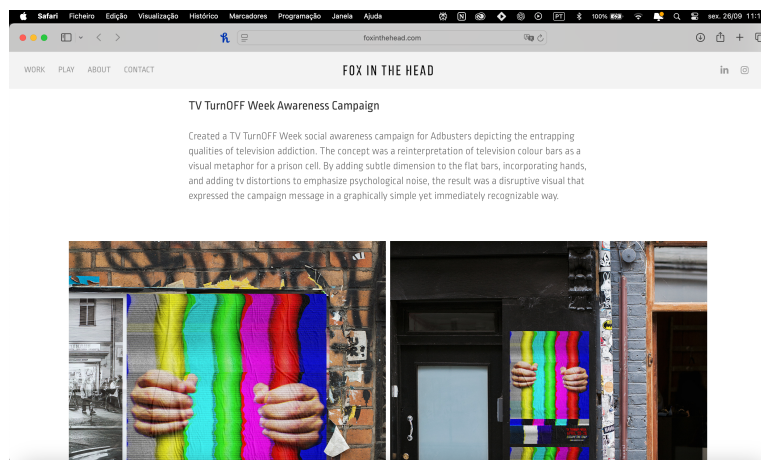 Safari Ficheiro Edição Visualização Histórico Marcadores Programação Janela Ajuda PT 100% sex. 26/09 11:1
foxinthehead.com
WORK PLAY ABOUT CONTACT FOX IN THE HEAD in
TV TurnOFF Week Awareness Campaign
Created a TV TurnOFF Week social awareness campaign for Adbusters depicting the entrapping
qualities of television addiction. The concept was a reinterpretation of television colour bars as a
visual metaphor for a prison cell. By adding subtle dimension to the flat bars, incorporating hands,
and adding tv distortions to emphasize psychological noise, the result was a disruptive visual that
expressed the campaign message in a graphically simple yet immediately recognizable way.